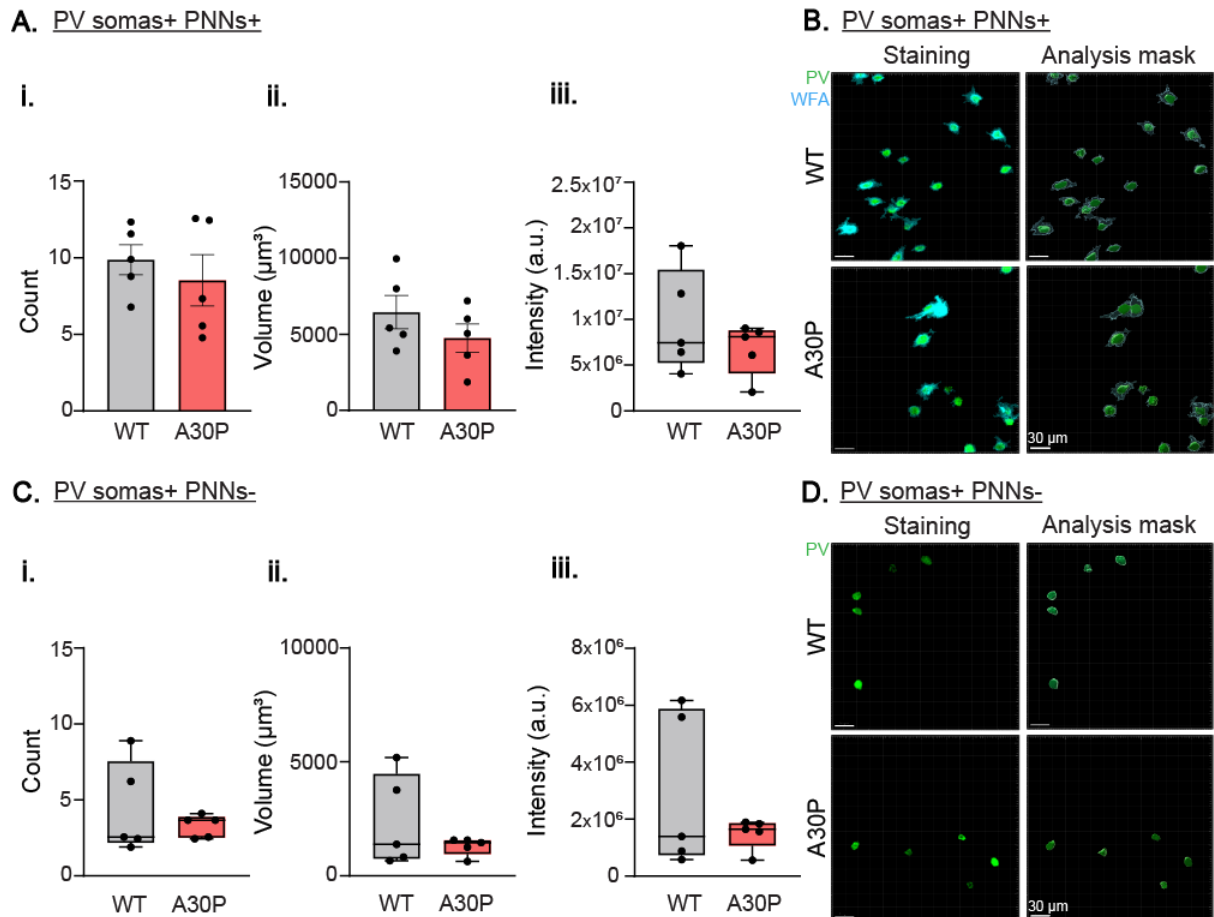 A. PV somas+ PNNs+
i.
ii.
iii.
Count
15
10
5
0
WT A30P
Volume (µm³)
15000
10000
5000
0
WT A30P
Intensity (a.u.)
2.5x10⁷
2x10⁷
1.5x10⁷
1x10⁷
5x10⁶
0
WT A30P
B. PV somas+ PNNs+
Staining Analysis mask
PV
WFA
WT
A30P
30 µm
C. PV somas+ PNNs-
i.
ii.
iii.
Count
15
10
5
0
WT A30P
Volume (µm³)
10000
5000
0
WT A30P
Intensity (a.u.)
8x10⁶
6x10⁶
4x10⁶
2x10⁶
0
WT A30P
D. PV somas+ PNNs-
Staining Analysis mask
PV
WT
A30P
30 µm